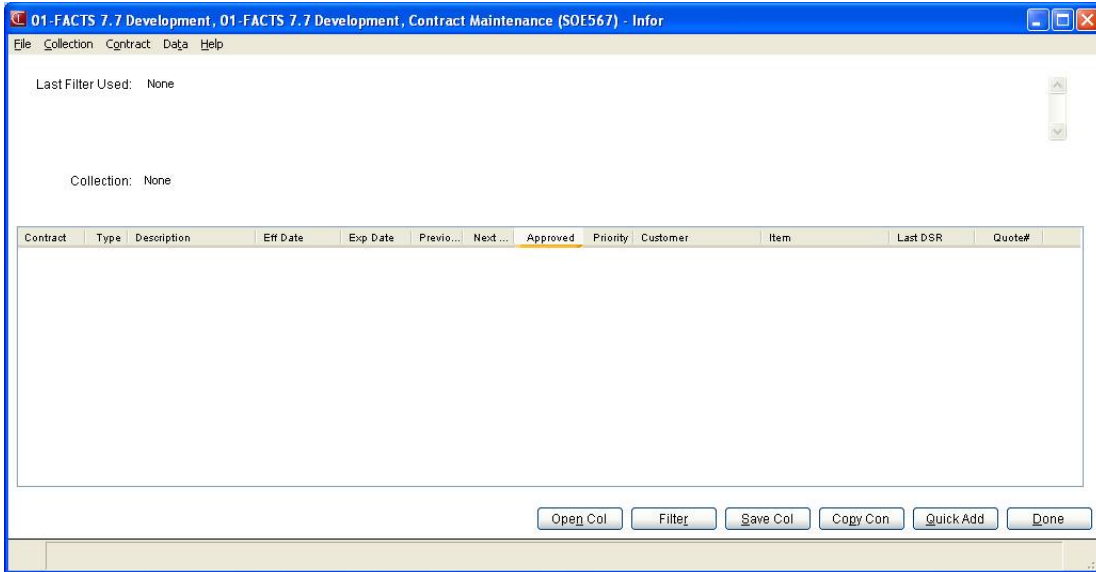 01-FACTS 7.7 Development, 01-FACTS 7.7 Development, Contract Maintenance (SOE567) - Infor
File Collection Contract Data Help
Last Filter Used: None
Collection: None
Contract Type Description Eff Date Exp Date Previo... Next ... Approved Priority Customer Item Last DSR Quote#
Open Col Filter Save Col Copy Con Quick Add Done